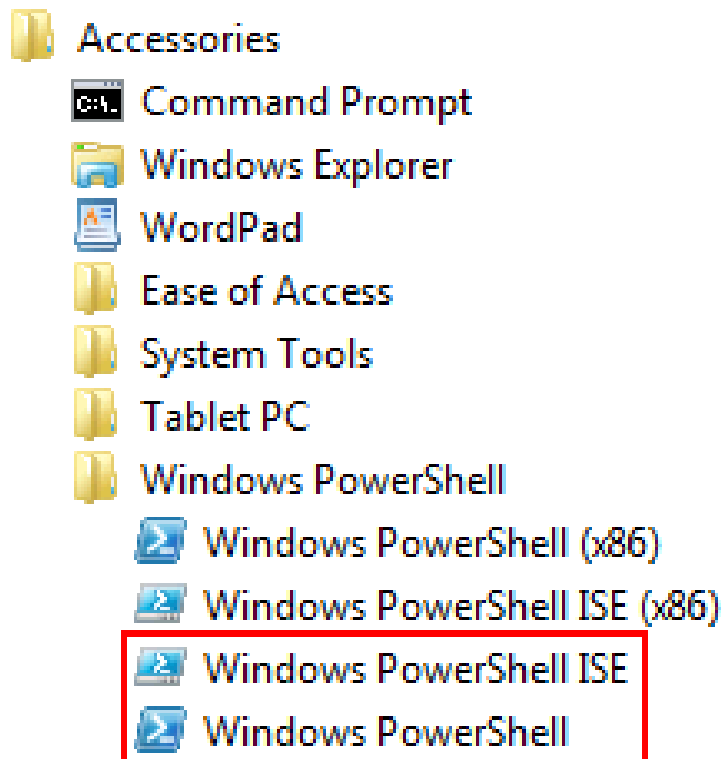 Accessories
C:\.
Command Prompt
Windows Explorer
WordPad
Ease of Access
System Tools
Tablet PC
Windows PowerShell
Windows PowerShell (x86)
Windows PowerShell ISE (x86)
Windows PowerShell ISE
Windows PowerShell